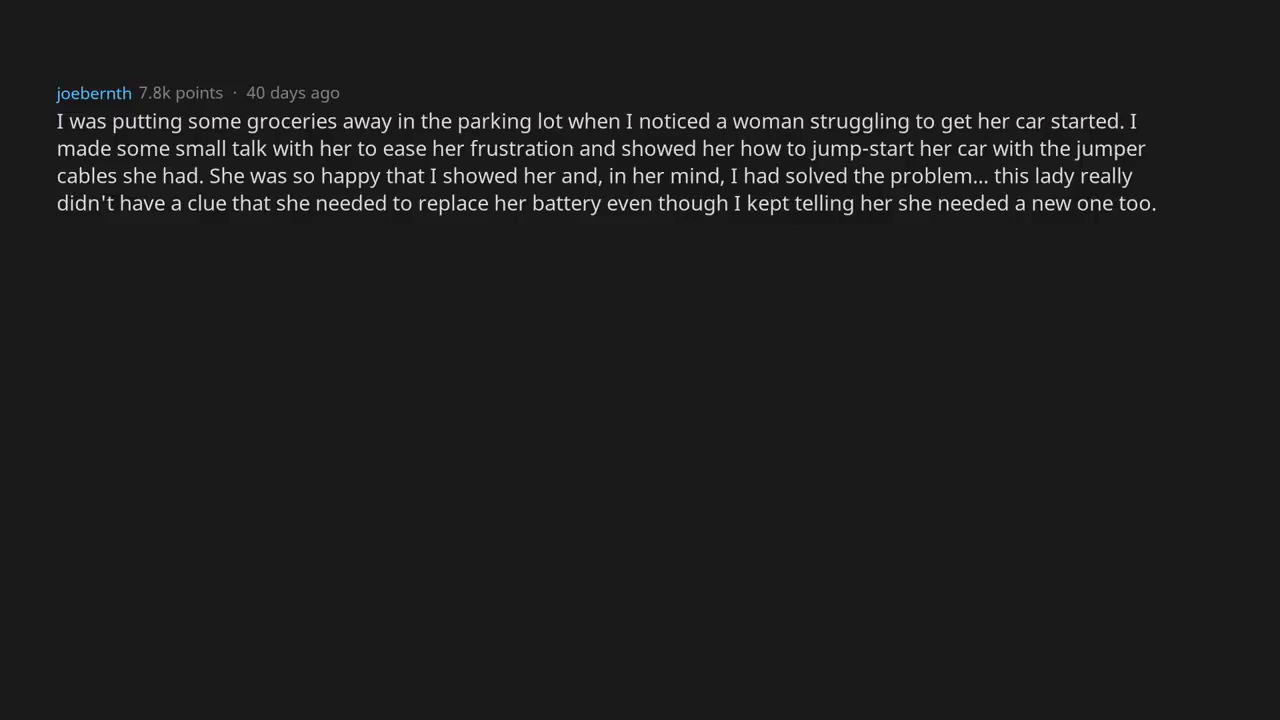 joebernth 7.8k points · 40 days ago
I was putting some groceries away in the parking lot when I noticed a woman struggling to get her car started. I
made some small talk with her to ease her frustration and showed her how to jump-start her car with the jumper
cables she had. She was so happy that I showed her and, in her mind, I had solved the problem... this lady really
didn't have a clue that she needed to replace her battery even though I kept telling her she needed a new one too.